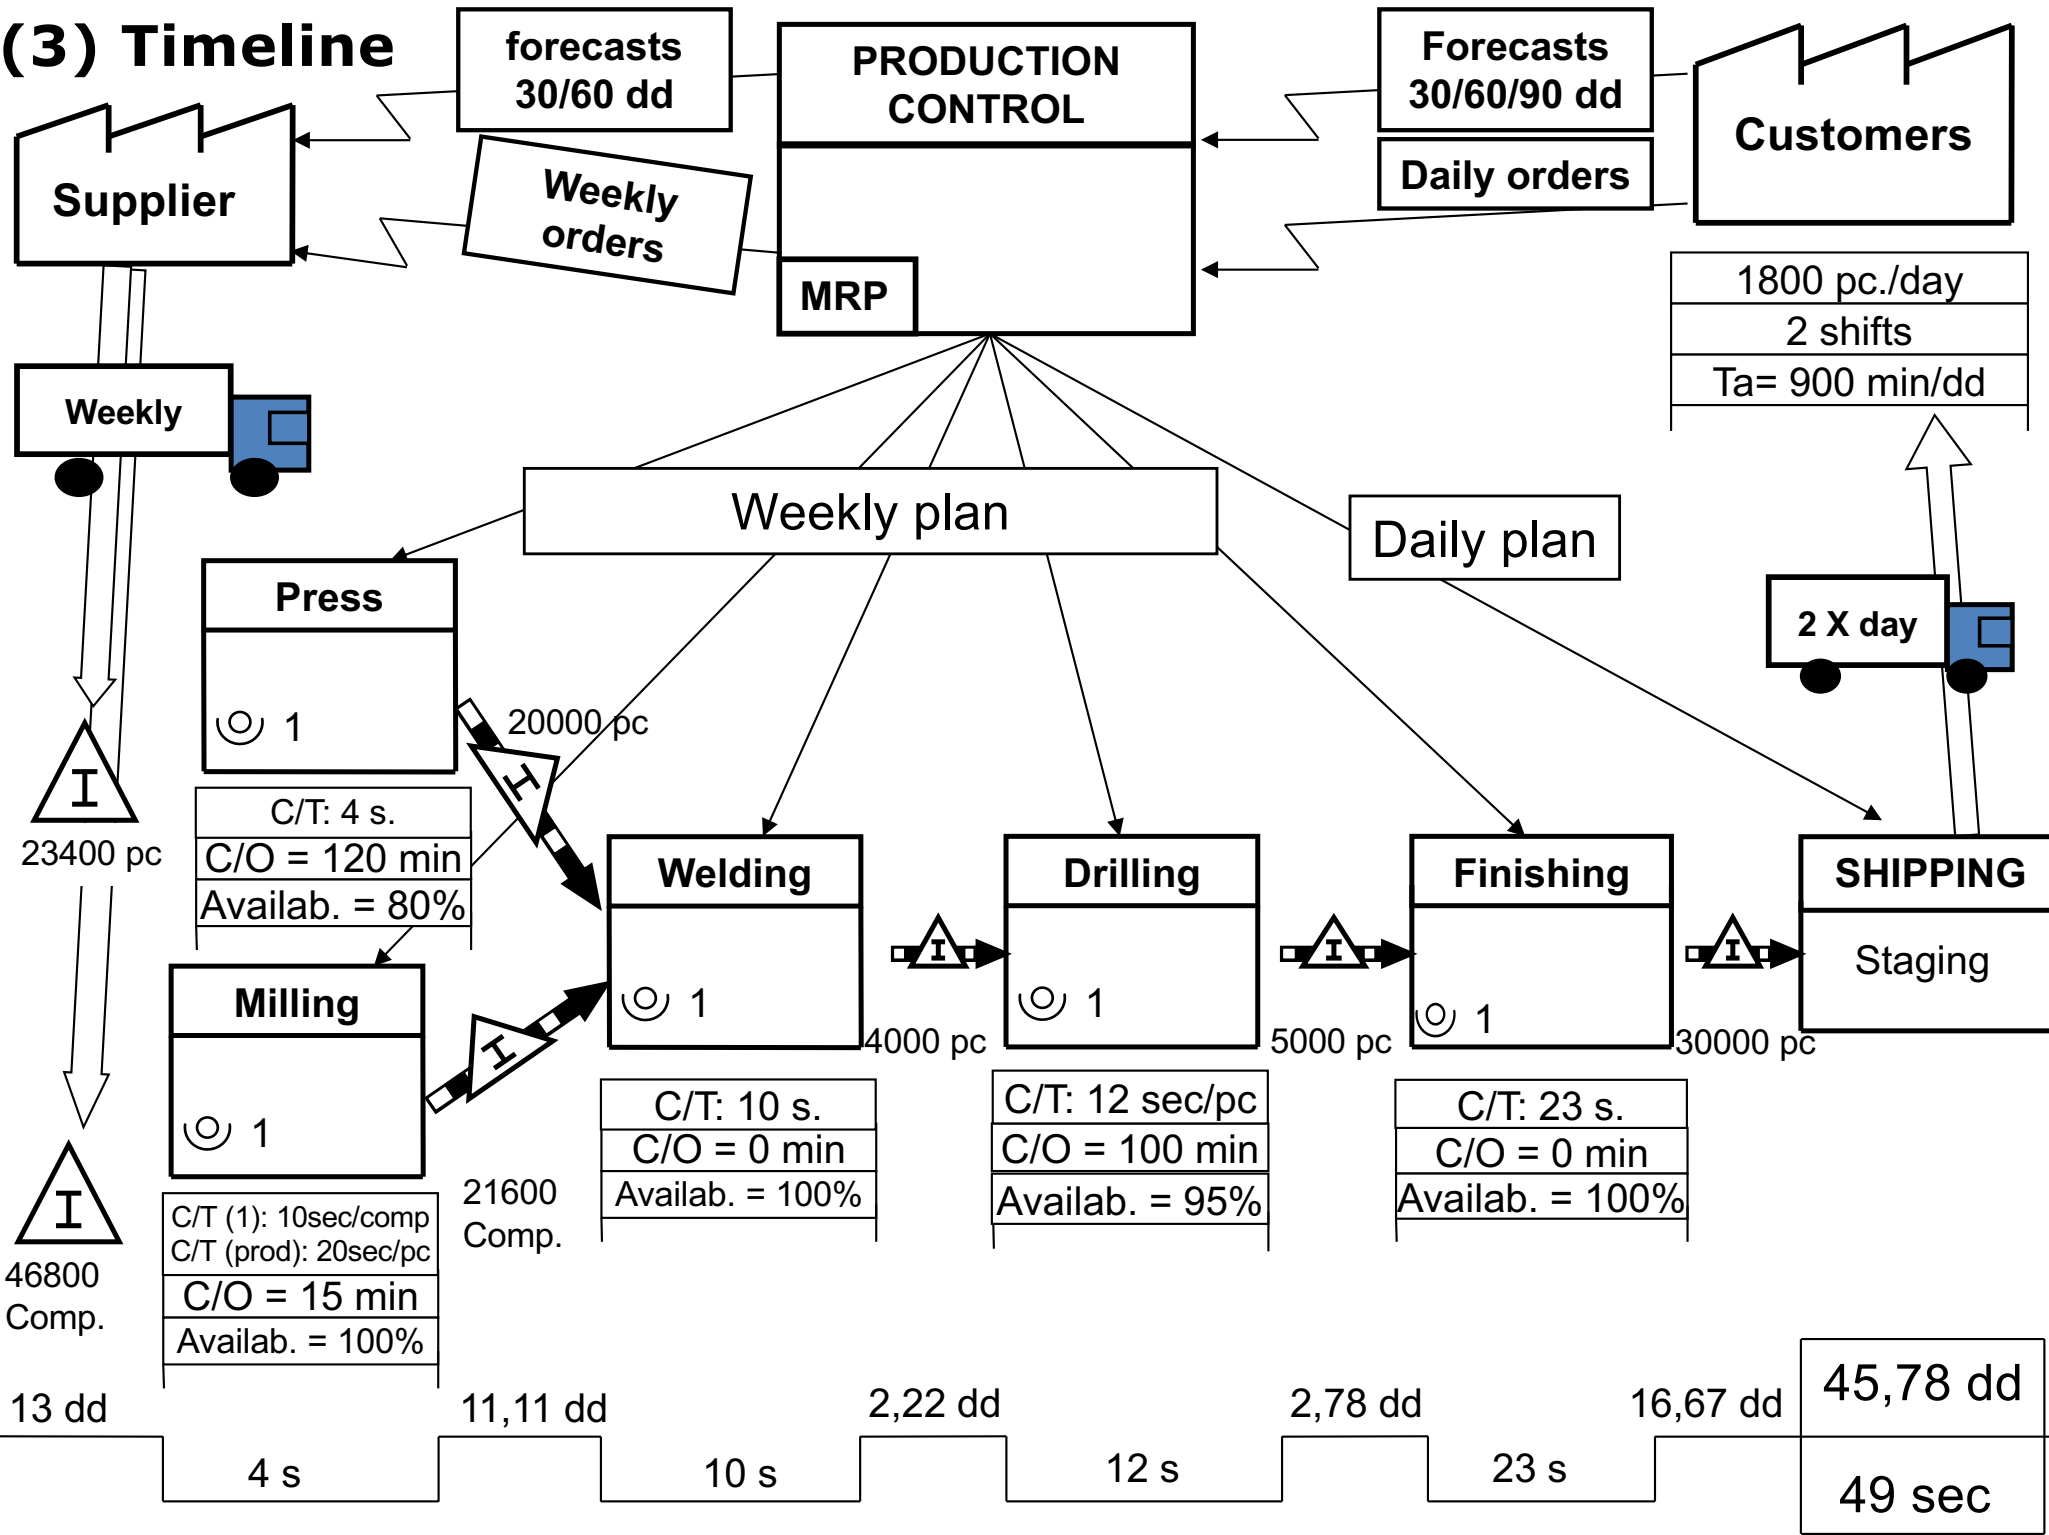 (3) Timeline
forecasts
30/60 dd
PRODUCTION
CONTROL
Forecasts
30/60/90 dd
Customers
Supplier
Weekly
orders
Daily orders
MRP
1800 pc./day
2 shifts
Ta= 900 min/dd
Weekly
Weekly plan
Daily plan
2 X day
Press
1
20000 pc
I
I
C/T: 4 s.
C/O = 120 min
Availab. = 80%
23400 pc
Milling
1
I
21600
Comp.
C/T (1): 10sec/comp
C/T (prod): 20sec/pc
C/O = 15 min
Availab. = 100%
I
46800
Comp.
Welding
1
C/T: 10 s.
C/O = 0 min
Availab. = 100%
I
4000 pc
Drilling
1
C/T: 12 sec/pc
C/O = 100 min
Availab. = 95%
I
5000 pc
Finishing
1
C/T: 23 s.
C/O = 0 min
Availab. = 100%
I
30000 pc
SHIPPING
Staging
13 dd
11,11 dd
2,22 dd
2,78 dd
16,67 dd
45,78 dd
4 s
10 s
12 s
23 s
49 sec